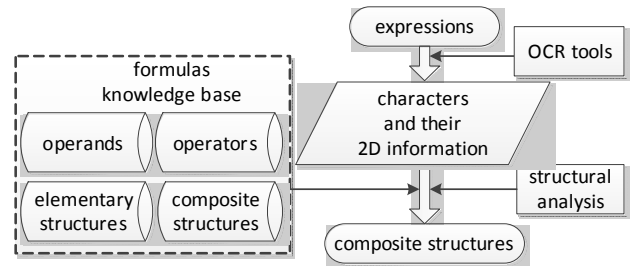 expressions
OCR tools
formulas
knowledge base
characters
and their
2D information
operands
operators
elementary
structures
composite
structures
structural
analysis
composite structures